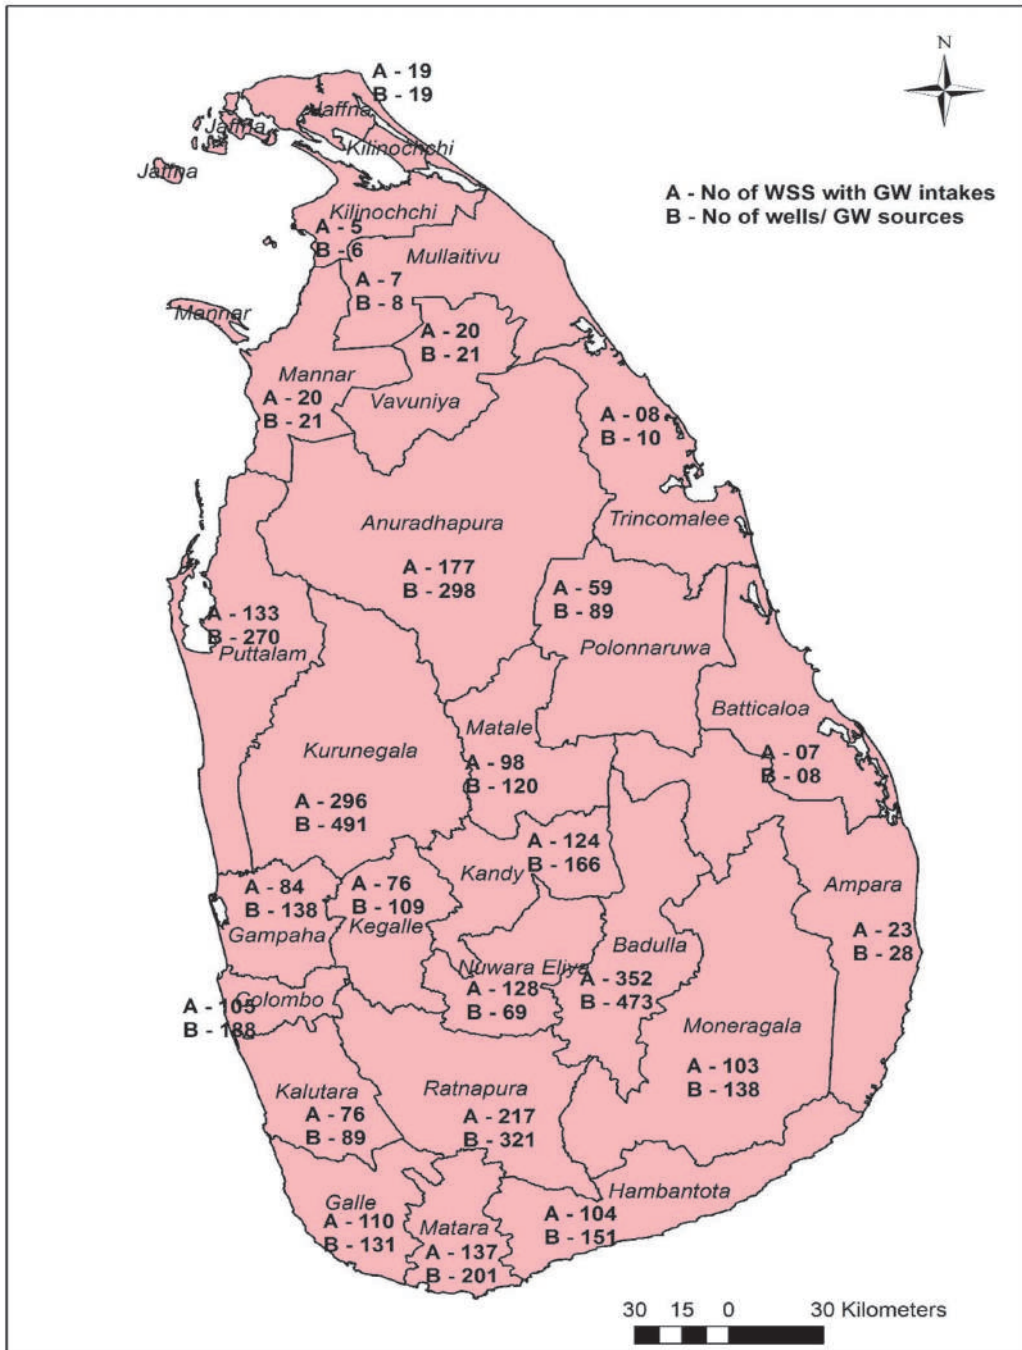 N
A - 19
B - 19
Jaffna
Jaffna
Kilinochchi
Jaffna
A - No of WSS with GW intakes
B - No of wells/ GW sources
Kilinochchi
A - 5
B - 6
Mullaitivu
A - 7
B - 8
Mannar
A - 20
B - 21
Mannar
A - 20
B - 21
Vavuniya
A - 08
B - 10
Anuradhapura
Trincomalee
A - 177
B - 298
A - 59
B - 89
A - 133
B - 270
Puttalam
Polonnaruwa
Batticaloa
Matale
Kurunegala
A - 98
B - 120
A - 07
B - 08
A - 296
B - 491
A - 124
B - 166
Kandy
A - 84
B - 138
Gampaha
A - 76
B - 109
Kegalle
Ampara
A - 23
B - 28
Badulla
Nuwara Eliya
A - 128
B - 69
A - 352
B - 473
Colombo
A - 105
B - 188
Moneragala
A - 103
B - 138
Kalutara
A - 76
B - 89
Ratnapura
A - 217
B - 321
Hambantota
Galle
A - 110
B - 131
Matara
A - 137
B - 201
A - 104
B - 151
30 15 0 30 Kilometers